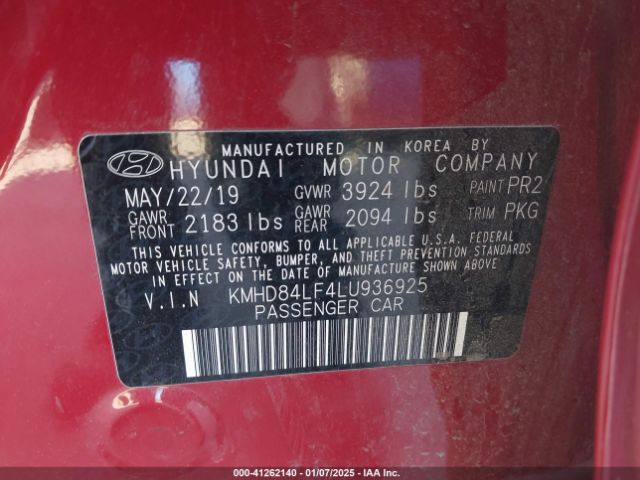 MANUFACTURED IN KOREA BY
HYUNDAI MOTOR COMPANY
MAY/22/19 GVWR 3924 lbs PAINT PR2
GAWR FRONT 2183 lbs GAWR REAR 2094 lbs TRIM PKG
THIS VEHICLE CONFORMS TO ALL APPLICABLE U.S.A. FEDERAL
MOTOR VEHICLE SAFETY, BUMPER, AND THEFT PREVENTION
STANDARDS IN EFFECT ON THE DATE OF MANUFACTURE SHOWN ABOVE
V.I.N KMHD84LF4LU936925
PASSENGER CAR
000-41262140 - 01/07/2025 - IAA Inc.